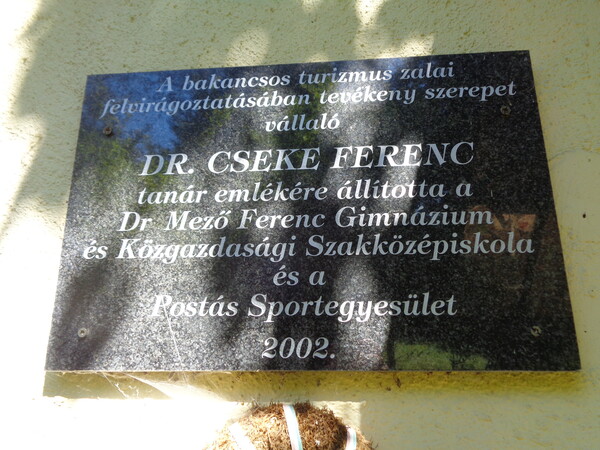 A bakancsos turizmus zalai
felvirágoztatásában tevékeny szerepet
vállaló
DR. CSEKE FERENC
tanár emlékére állította a
Dr Mező Ferenc Gimnázium
és Közgazdasági Szakközépiskola
és a
Postás Sportegyesület
2002.